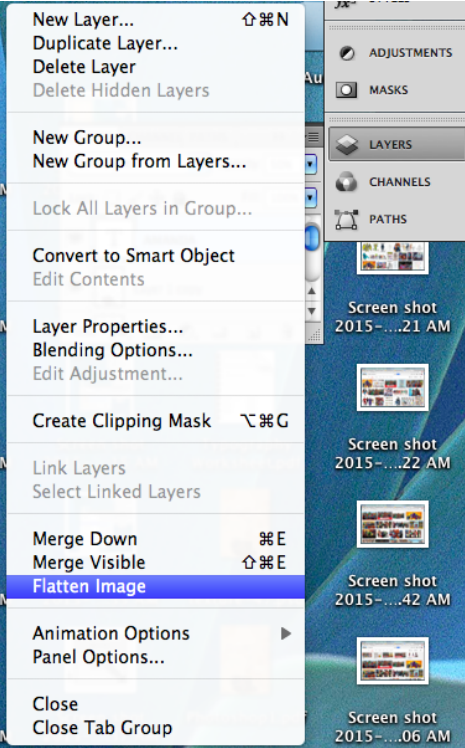 New Layer... ⇧⌘N
Duplicate Layer...
Delete Layer
Delete Hidden Layers
New Group...
New Group from Layers...
Lock All Layers in Group...
Convert to Smart Object
Edit Contents
Layer Properties...
Blending Options...
Edit Adjustment...
Create Clipping Mask ⌥⌘G
Link Layers
Select Linked Layers
Merge Down ⌘E
Merge Visible ⇧⌘E
Flatten Image
Animation Options
Panel Options...
Close
Close Tab Group
Au
ADJUSTMENTS
MASKS
LAYERS
CHANNELS
PATHS
Screen shot
2015-....21 AM
Screen shot
2015-....22 AM
Screen shot
2015-....42 AM
Screen shot
2015-....06 AM